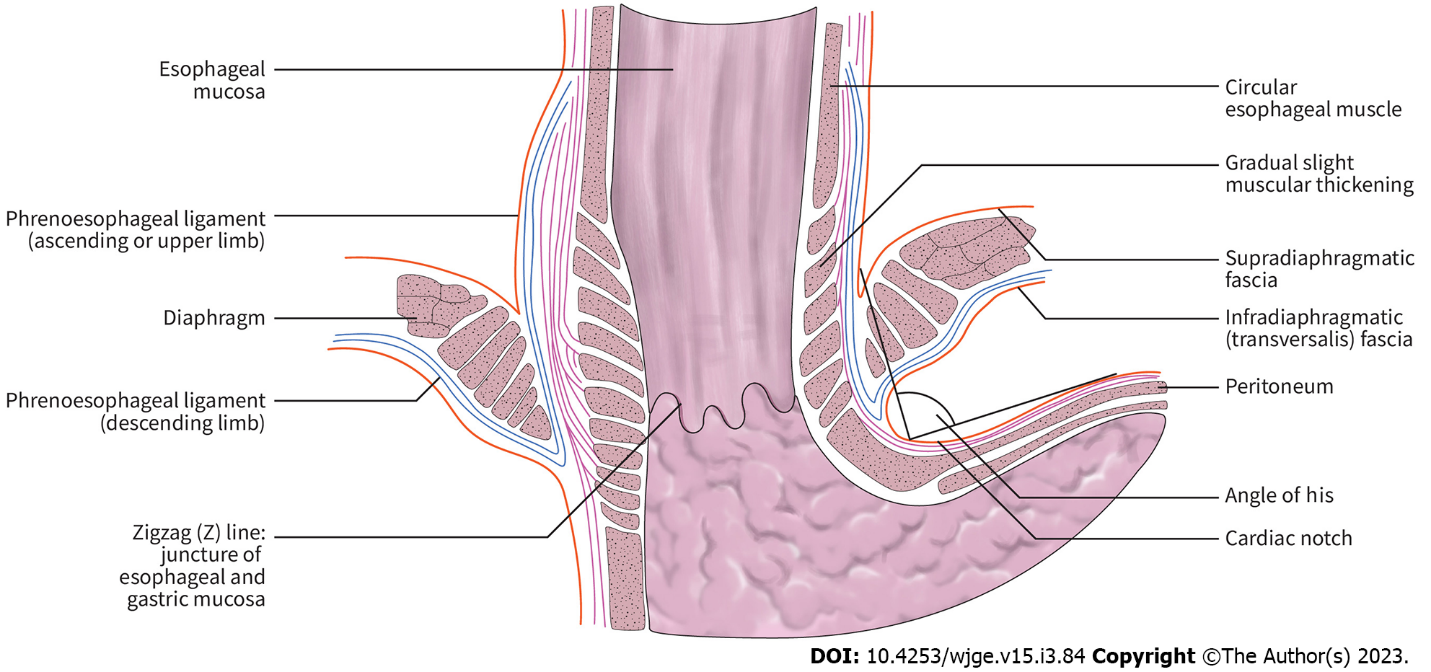 Esophageal
mucosa
Phrenoesophageal ligament
(ascending or upper limb)
Diaphragm
Phrenoesophageal ligament
(descending limb)
Zigzag (Z) line:
juncture of
esophageal and
gastric mucosa
Circular
esophageal muscle
Gradual slight
muscular thickening
Supradiaphragmatic
fascia
Infradiaphragmatic
(transversalis) fascia
Peritoneum
Angle of his
Cardiac notch
DOI: 10.4253/wjge.v15.i3.84 Copyright ©The Author(s) 2023.